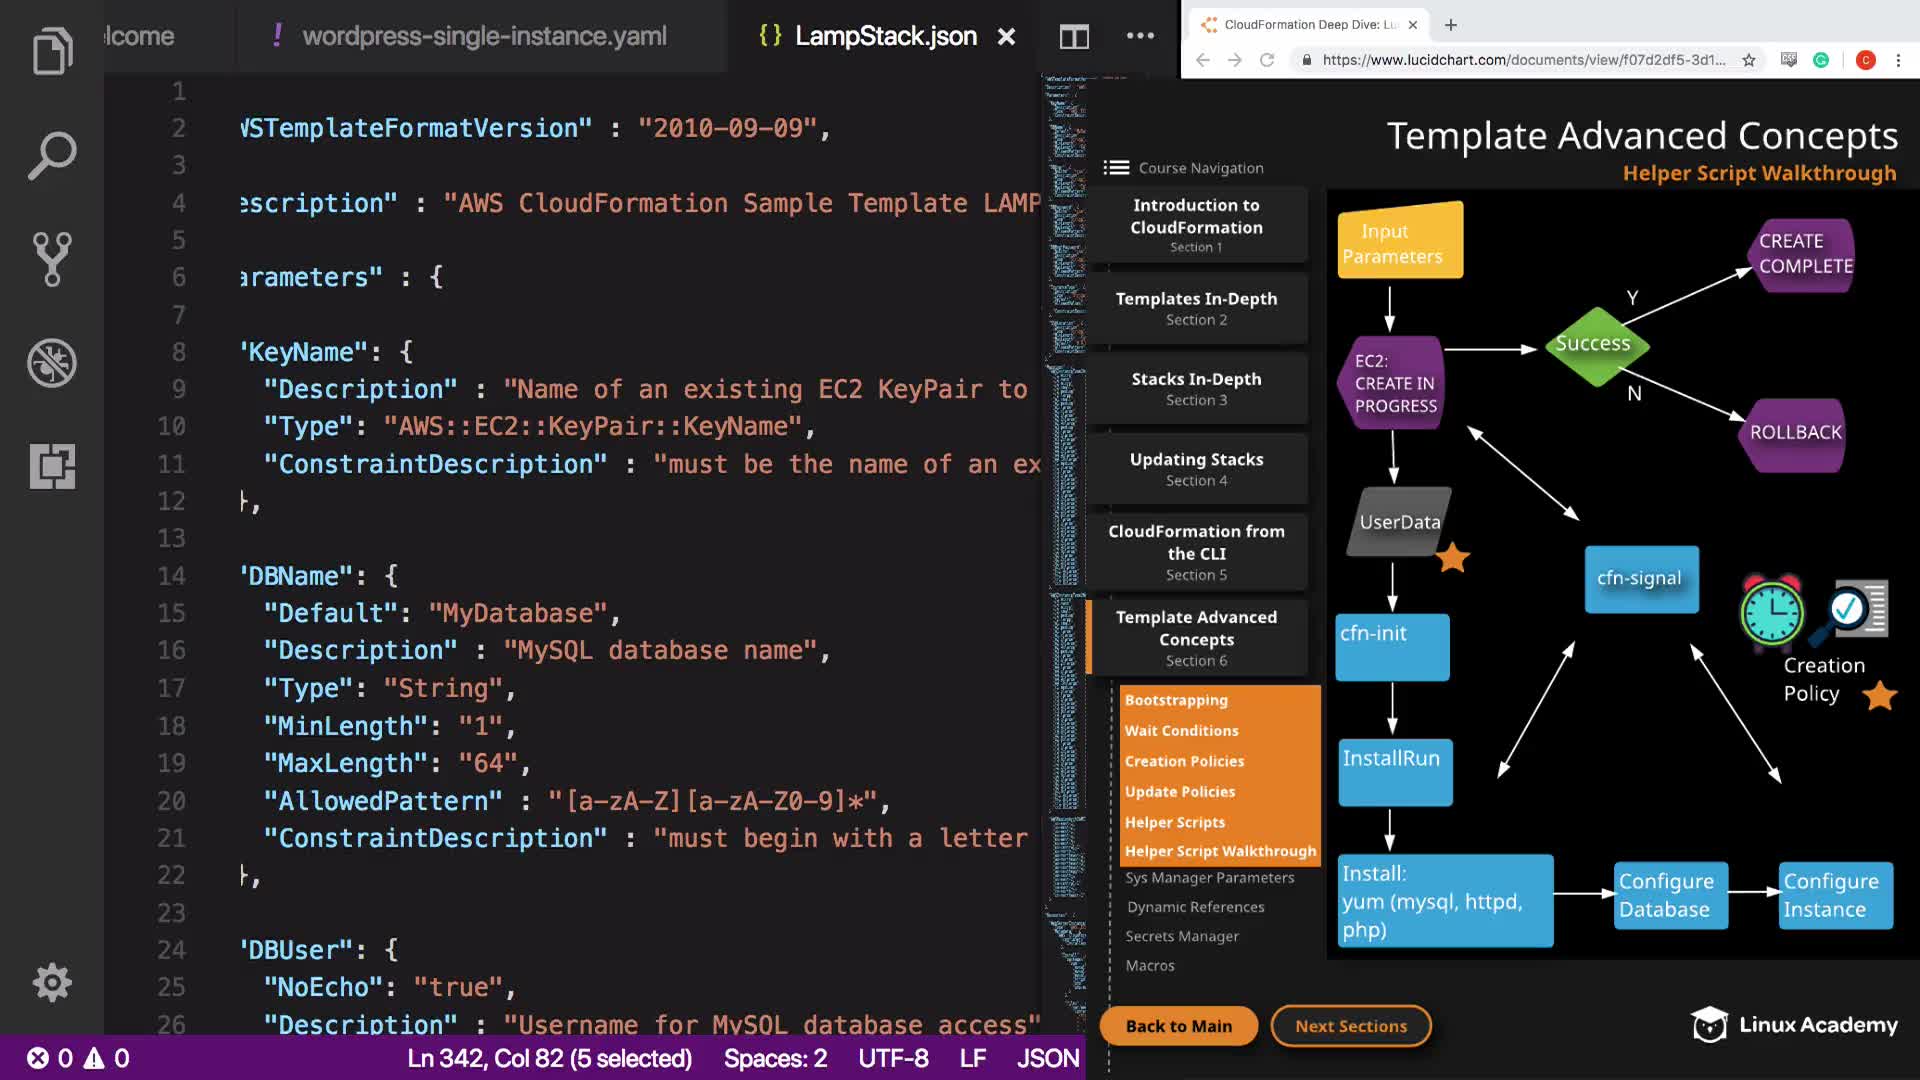 lcome
! wordpress-single-instance.yaml
{} LampStack.json
CloudFormation Deep Dive: Lu
https://www.lucidchart.com/documents/view/f07d2df5-3d1...
C
1
2 WSTemplateFormatVersion" : "2010-09-09",
3
4 escription" : "AWS CloudFormation Sample Template LAMP
5
6 arameters" : {
7
8 "KeyName": {
9 "Description" : "Name of an existing EC2 KeyPair to
10 "Type": "AWS::EC2::KeyPair::KeyName",
11 "ConstraintDescription" : "must be the name of an ex
12 },
13
14 "DBName": {
15 "Default": "MyDatabase",
16 "Description" : "MySQL database name",
17 "Type": "String",
18 "MinLength": "1",
19 "MaxLength": "64",
20 "AllowedPattern" : "[a-zA-Z][a-zA-Z0-9]*",
21 "ConstraintDescription" : "must begin with a letter
22 },
23
24 "DBUser": {
25 "NoEcho": "true",
26 "Description" : "Username for MySQL database access"
0 0
Ln 342, Col 82 (5 selected) Spaces: 2 UTF-8 LF JSON
Template Advanced Concepts
Helper Script Walkthrough
Course Navigation
Introduction to
CloudFormation
Section 1
Templates In-Depth
Section 2
Stacks In-Depth
Section 3
Updating Stacks
Section 4
CloudFormation from
the CLI
Section 5
Template Advanced
Concepts
Section 6
Bootstrapping
Wait Conditions
Creation Policies
Update Policies
Helper Scripts
Helper Script Walkthrough
Sys Manager Parameters
Dynamic References
Secrets Manager
Macros
Back to Main
Next Sections
Input
Parameters
EC2:
CREATE IN
PROGRESS
Success
Y
N
CREATE
COMPLETE
ROLLBACK
UserData
cfn-signal
cfn-init
Creation
Policy
InstallRun
Install:
yum (mysql, httpd,
php)
Configure
Database
Configure
Instance
Linux Academy